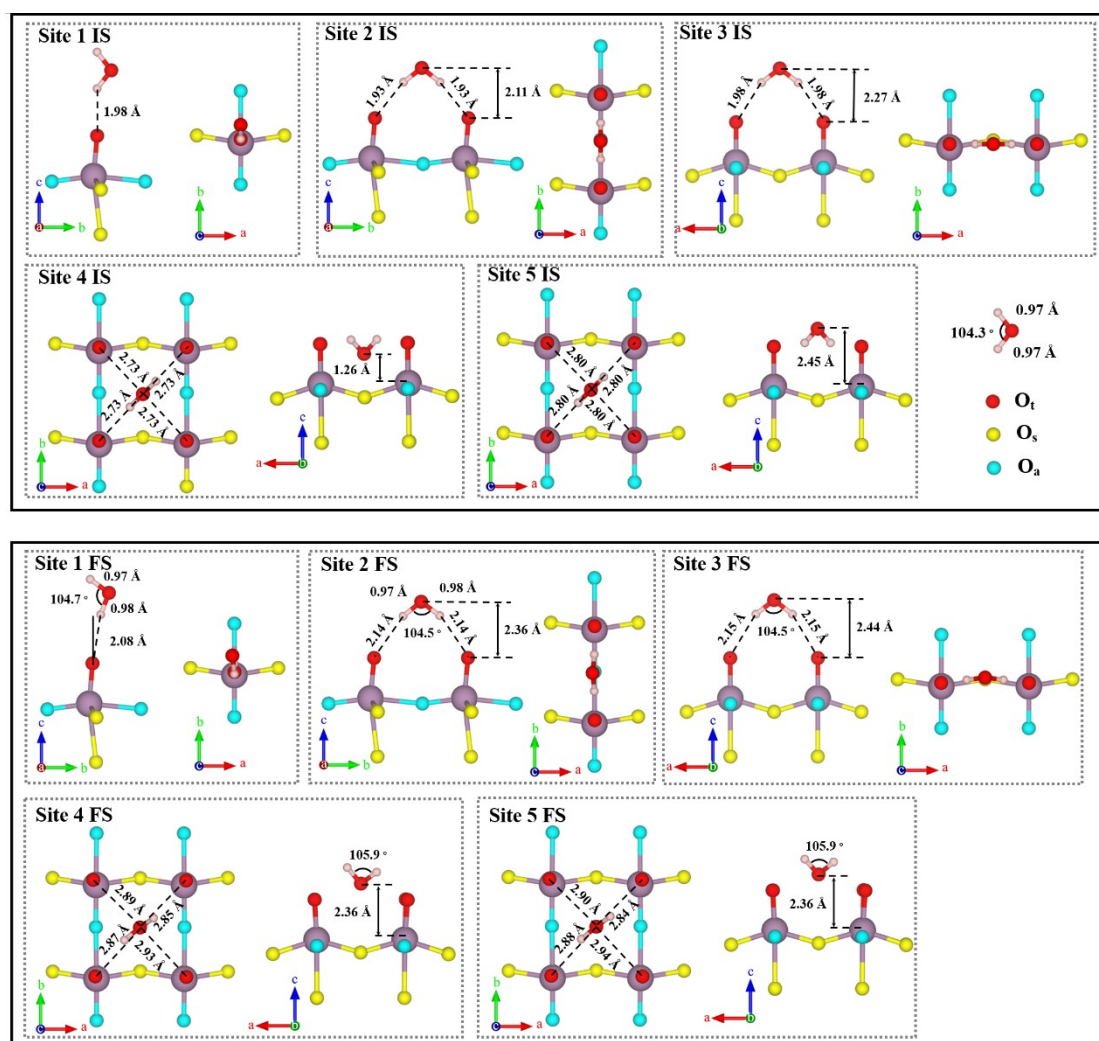 Site 1 IS
1.98 Å
c
a
b
b
c
a
Site 2 IS
1.93 Å
1.93 Å
2.11 Å
c
a
b
b
c
a
Site 3 IS
1.98 Å
1.98 Å
2.27 Å
c
a
b
b
c
a
Site 4 IS
2.73 Å
2.73 Å
2.73 Å
2.73 Å
b
c
a
1.26 Å
c
a
b
Site 5 IS
2.80 Å
2.80 Å
2.80 Å
2.80 Å
b
c
a
2.45 Å
c
a
b
0.97 Å
104.3 °
0.97 Å
Ot
Os
Oa
Site 1 FS
0.97 Å
104.7 °
0.98 Å
2.08 Å
c
a
b
b
c
a
Site 2 FS
0.97 Å
0.98 Å
2.14 Å
104.5 °
2.14 Å
2.36 Å
c
a
b
b
c
a
Site 3 FS
2.15 Å
104.5 °
2.15 Å
2.44 Å
c
a
b
b
c
a
Site 4 FS
2.89 Å
2.85 Å
2.87 Å
2.93 Å
b
c
a
105.9 °
2.36 Å
c
a
b
Site 5 FS
2.90 Å
2.84 Å
2.88 Å
2.94 Å
b
c
a
105.9 °
2.36 Å
c
a
b